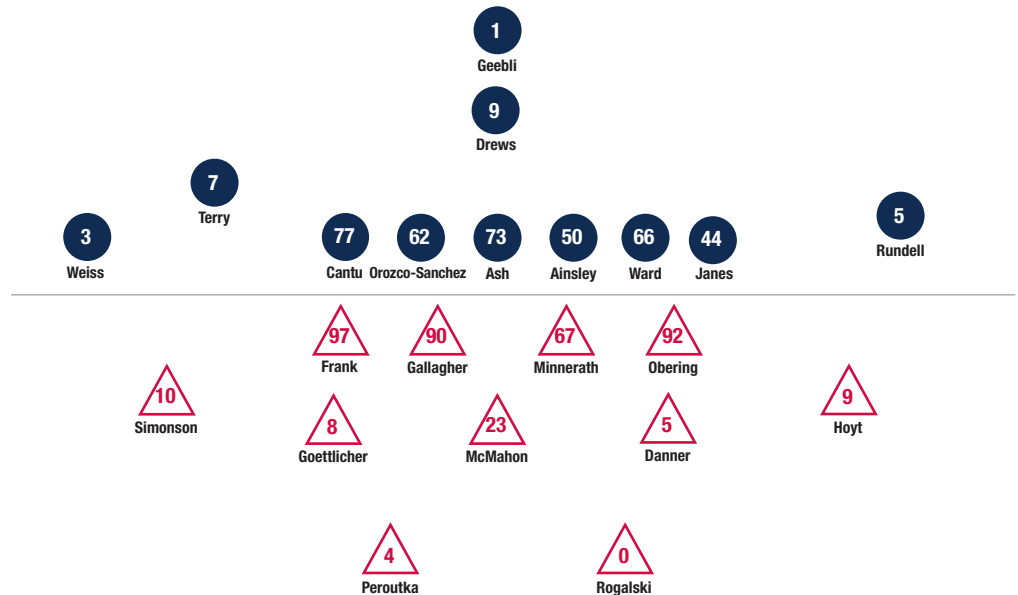 1
Geebli
9
Drews
7
Terry
5
Rundell
3
Weiss
77
Cantu
62
Orozco-Sanchez
73
Ash
50
Ainsley
66
Ward
44
Janes
97
Frank
90
Gallagher
67
Minnerath
92
Obering
10
Simonson
9
Hoyt
8
Goettlicher
23
McMahon
5
Danner
4
Peroutka
0
Rogalski